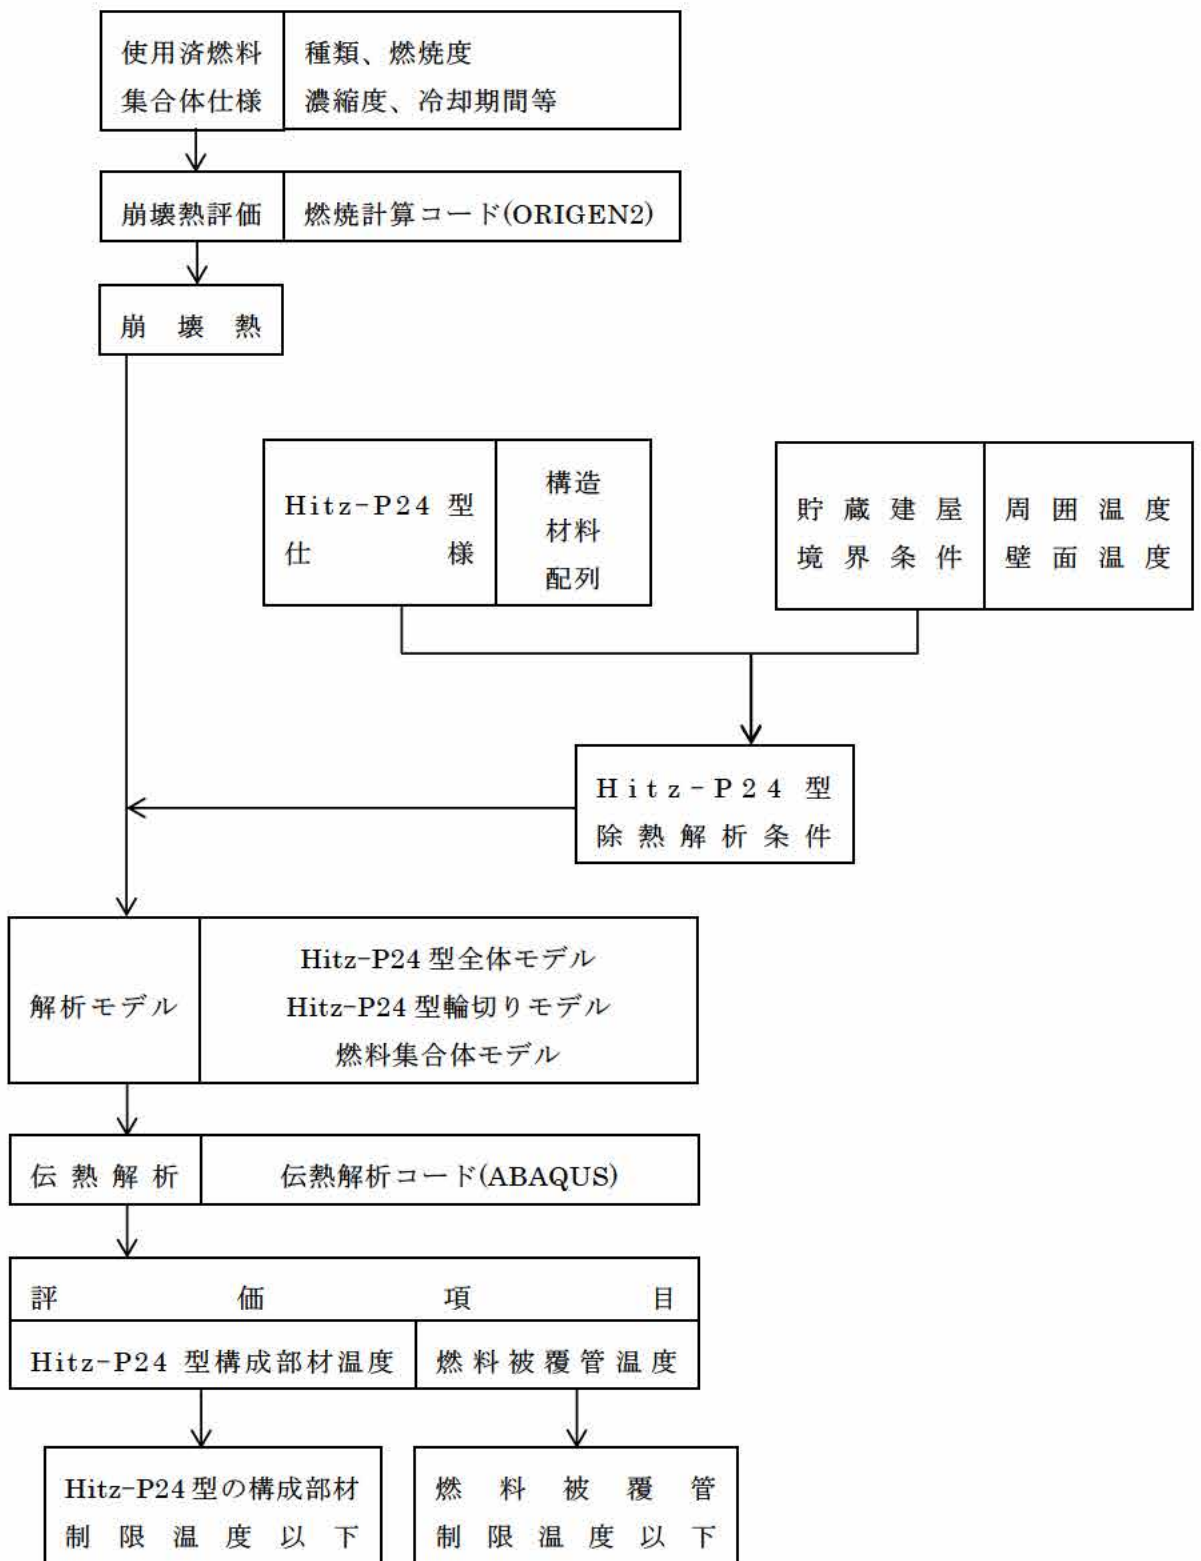 使用済燃料
集合体仕様
種類、燃焼度
濃縮度、冷却期間等
崩壊熱評価
燃焼計算コード(ORIGEN2)
崩壊熱
Hitz-P24 型
仕様
構造
材料
配列
貯蔵建屋
境界条件
周囲温度
壁面温度
Hitz-P24 型
除熱解析条件
解析モデル
Hitz-P24 型全体モデル
Hitz-P24 型輪切りモデル
燃料集合体モデル
伝熱解析
伝熱解析コード(ABAQUS)
評価項目
Hitz-P24 型構成部材温度
燃料被覆管温度
Hitz-P24 型の構成部材
制限温度以下
燃料被覆管
制限温度以下